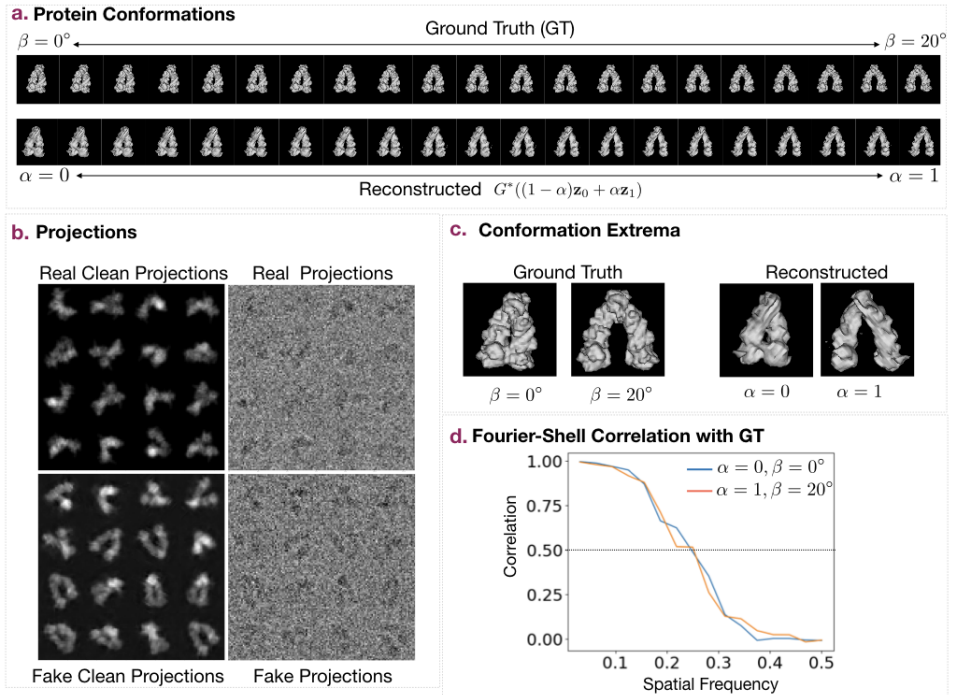 a. Protein Conformations
Ground Truth (GT)
β = 0°
β = 20°
α = 0
α = 1
Reconstructed G*((1 − α)z₀ + αz₁)
b. Projections
Real Clean Projections
Real Projections
Fake Clean Projections
Fake Projections
c. Conformation Extrema
Ground Truth
Reconstructed
β = 0°
β = 20°
α = 0
α = 1
d. Fourier-Shell Correlation with GT
α = 0, β = 0°
α = 1, β = 20°
1.00
0.75
0.50
0.25
0.00
Correlation
0.1
0.2
0.3
0.4
0.5
Spatial Frequency